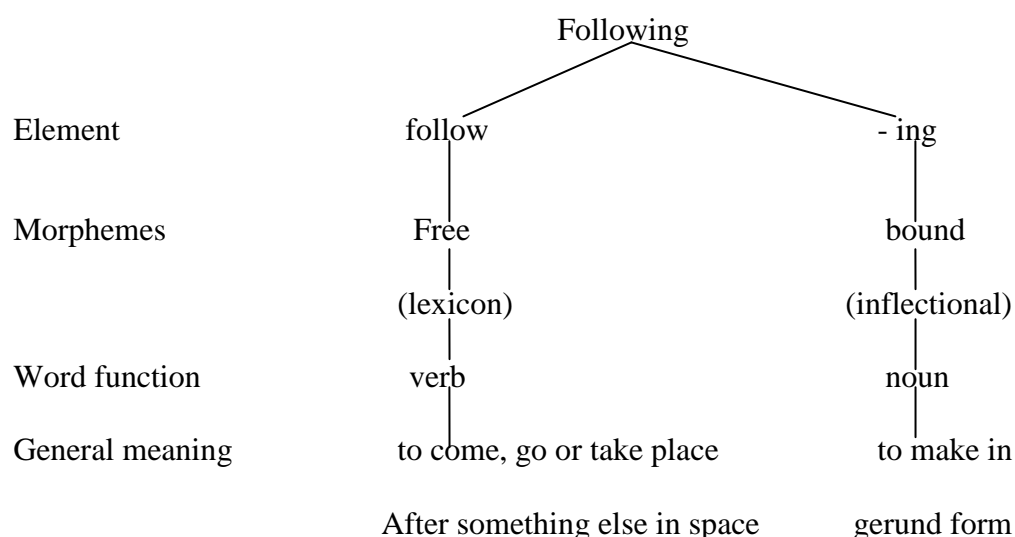 Following
Element follow - ing
Morphemes Free bound
(lexicon) (inflectional)
Word function verb noun
General meaning to come, go or take place to make in
After something else in space gerund form